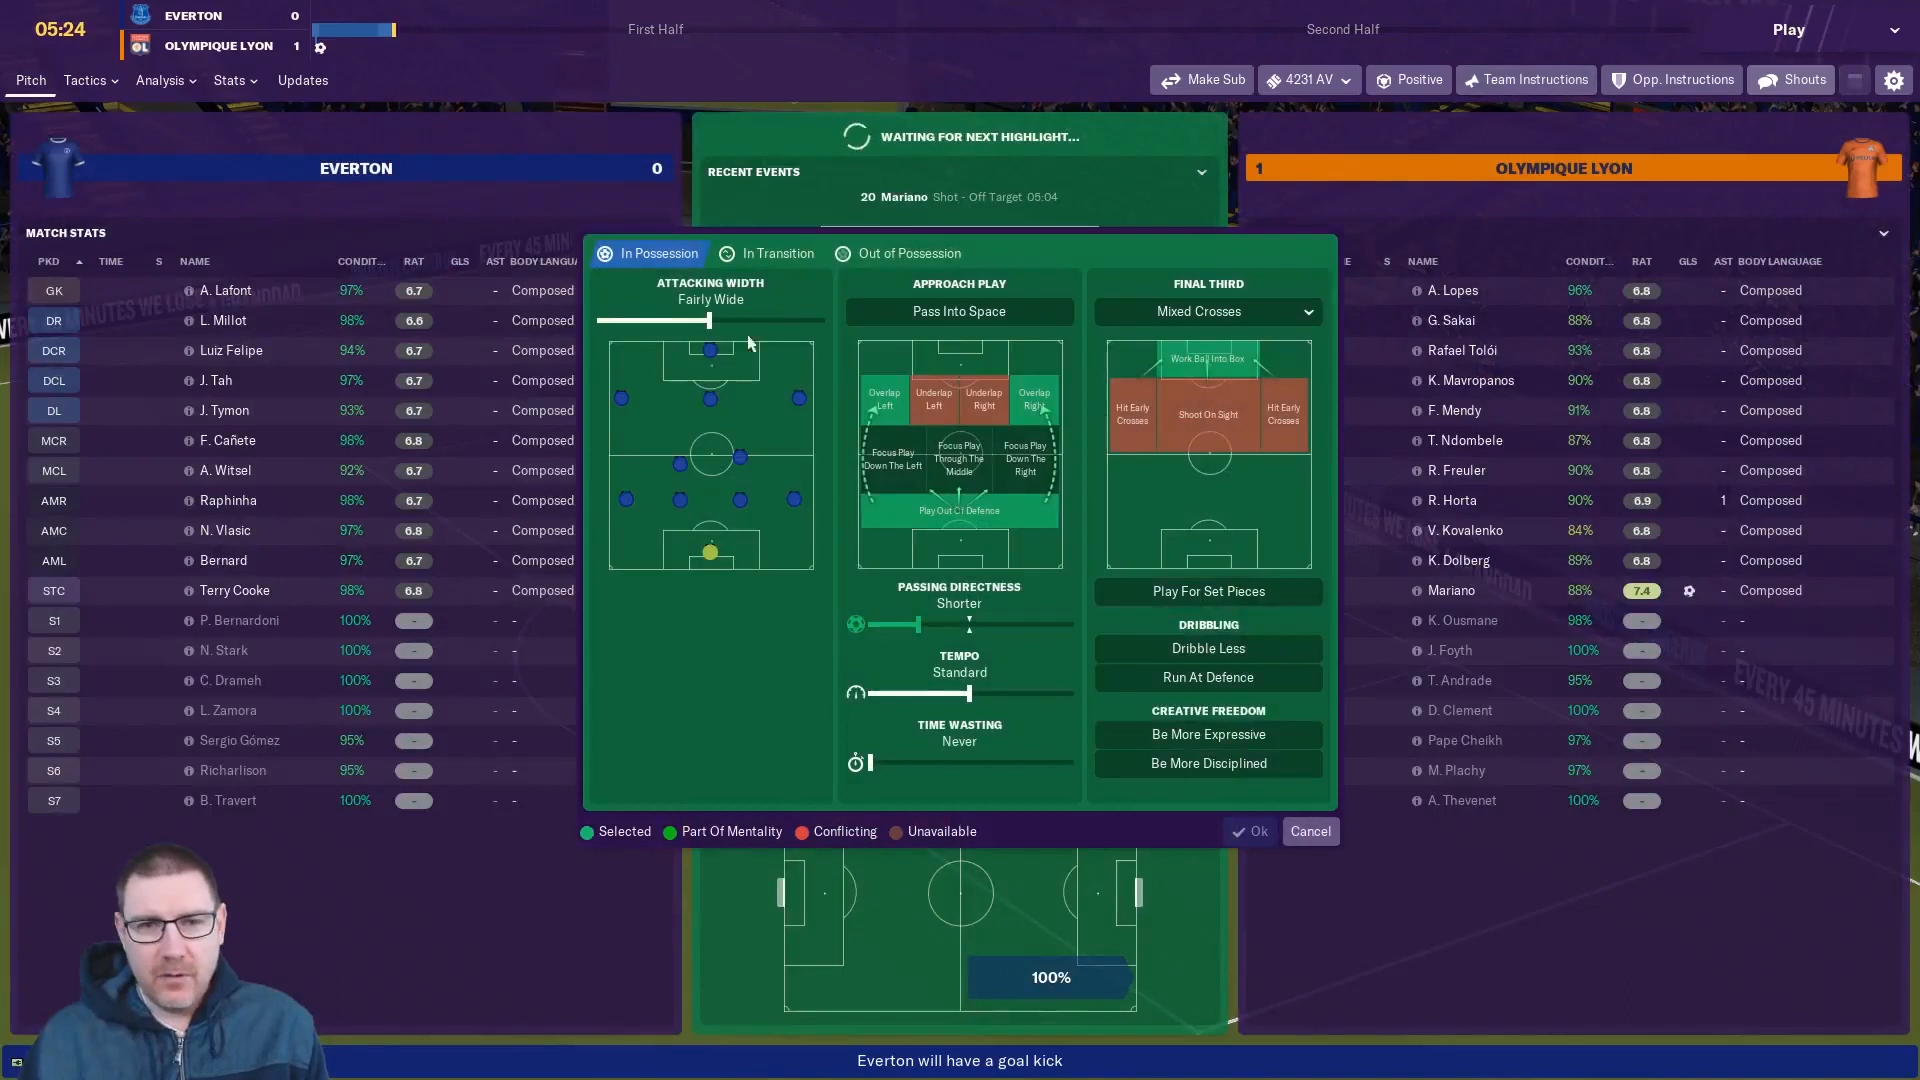 05:24
EVERTON 0
OLYMPIQUE LYON 1
First Half
Second Half
Play
Pitch Tactics Analysis Stats Updates
Make Sub 4231 AV Positive Team Instructions Opp. Instructions Shouts
EVERTON 0
WAITING FOR NEXT HIGHLIGHT...
RECENT EVENTS
20 Mariano Shot - Off Target 05:04
1 OLYMPIQUE LYON
MATCH STATS
PKD TIME S NAME CONDIT... RAT GLS AST BODY LANGUA
GK A. Lafont 97% 6.7 - Composed
DR L. Millot 98% 6.6 - Composed
DCR Luiz Felipe 94% 6.7 - Composed
DCL J. Tah 97% 6.7 - Composed
DL J. Tymon 93% 6.7 - Composed
MCR F. Cañete 98% 6.8 - Composed
MCL A. Witsel 92% 6.7 - Composed
AMR Raphinha 98% 6.7 - Composed
AMC N. Vlasic 97% 6.8 - Composed
AML Bernard 97% 6.7 - Composed
STC Terry Cooke 98% 6.8 - Composed
S1 P. Bernardoni 100% - - -
S2 N. Stark 100% - - -
S3 C. Drameh 100% - - -
S4 L. Zamora 100% - - -
S5 Sergio Gómez 95% - - -
S6 Richarlison 95% - - -
S7 B. Travert 100% - - -
In Possession In Transition Out of Possession
ATTACKING WIDTH
Fairly Wide
APPROACH PLAY
Pass Into Space
Overlap Left
Underlap Left
Underlap Right
Overlap Right
Focus Play Down The Left
Focus Play Through The Middle
Focus Play Down The Right
Play Out Of Defence
PASSING DIRECTNESS
Shorter
TEMPO
Standard
TIME WASTING
Never
FINAL THIRD
Mixed Crosses
Work Ball Into Box
Hit Early Crosses
Shoot On Sight
Hit Early Crosses
Play For Set Pieces
DRIBBLING
Dribble Less
Run At Defence
CREATIVE FREEDOM
Be More Expressive
Be More Disciplined
Selected Part Of Mentality Conflicting Unavailable
Ok Cancel
E S NAME CONDIT... RAT GLS AST BODY LANGUAGE
A. Lopes 96% 6.8 - Composed
G. Sakai 88% 6.8 - Composed
Rafael Tolói 93% 6.8 - Composed
K. Mavropanos 90% 6.8 - Composed
F. Mendy 91% 6.8 - Composed
T. Ndombele 87% 6.8 - Composed
R. Freuler 90% 6.8 - Composed
R. Horta 90% 6.9 1 Composed
V. Kovalenko 84% 6.8 - Composed
K. Dolberg 89% 6.8 - Composed
Mariano 88% 7.4 - Composed
K. Ousmane 98% - - -
J. Foyth 100% - - -
T. Andrade 95% - - -
D. Clement 100% - - -
Pape Cheikh 97% - - -
M. Plachy 97% - - -
A. Thevenet 100% - - -
100%
Everton will have a goal kick